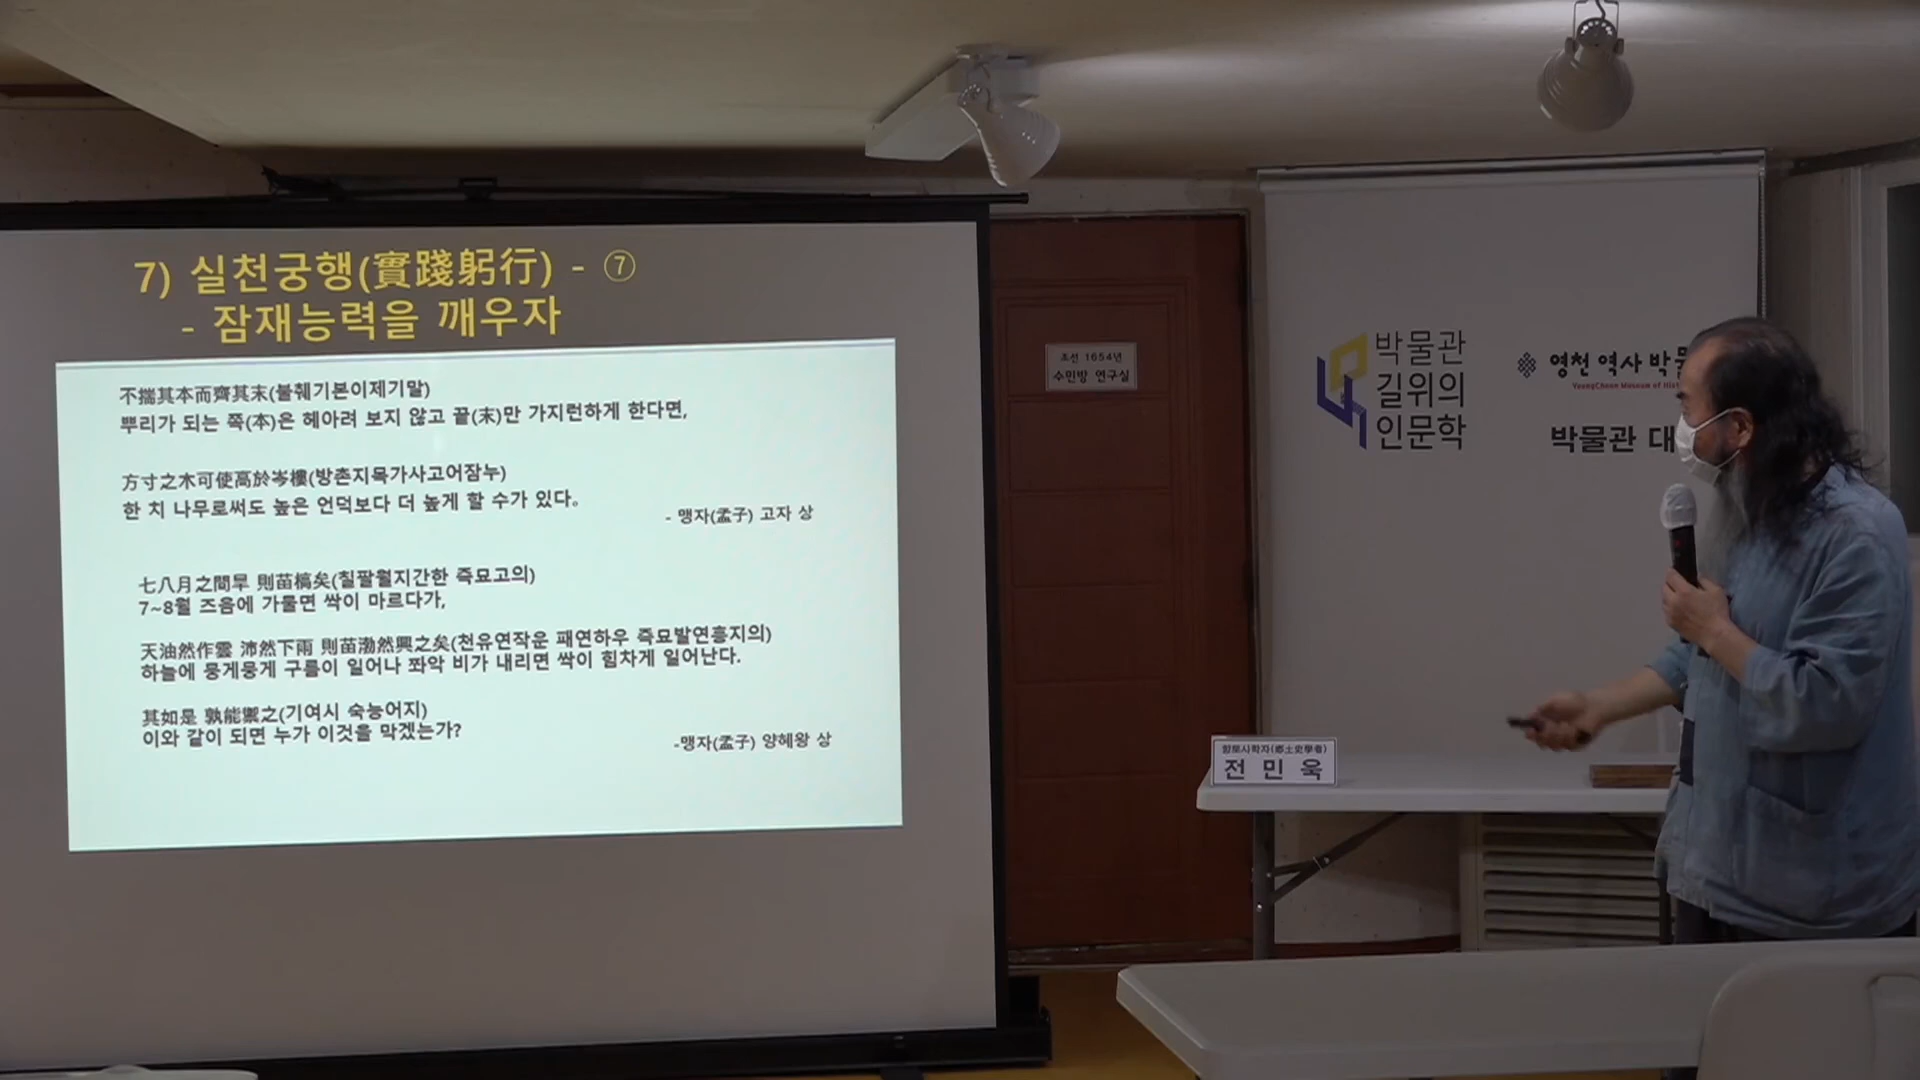 7) 실천궁행(實踐躬行) - ⑦
- 잠재능력을 깨우자
不揣其本而齊其末(불췌기본이제기말)
뿌리가 되는 쪽(本)은 헤아려 보지 않고 끝(末)만 가지런하게 한다면,
方寸之木可使高於岑樓(방촌지목가사고어잠누)
한 치 나무로써도 높은 언덕보다 더 높게 할 수가 있다。
- 맹자(孟子) 고자 상
七八月之間旱 則苗槁矣(칠팔월지간한 즉묘고의)
7~8월 즈음에 가물면 싹이 마르다가,
天油然作雲 沛然下雨 則苗渤然興之矣(천유연작운 패연하우 즉묘발연흥지의)
하늘에 뭉게뭉게 구름이 일어나 쫘악 비가 내리면 싹이 힘차게 일어난다.
其如是 孰能禦之(기여시 숙능어지)
이와 같이 되면 누가 이것을 막겠는가?
-맹자(孟子) 양혜왕 상
조선 1654년
수민방 연구실
박물관
길위의
인문학
영천 역사 박물
YeongCheon Museum of Hist
박물관 대
향토사학자(鄕土史學者)
전 민 욱